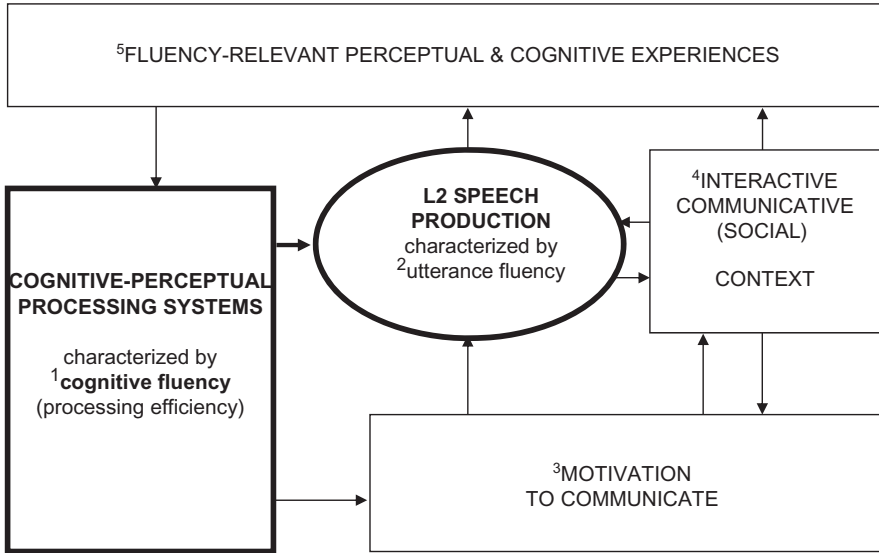 ⁵FLUENCY-RELEVANT PERCEPTUAL & COGNITIVE EXPERIENCES
COGNITIVE-PERCEPTUAL
PROCESSING SYSTEMS
characterized by
¹cognitive fluency
(processing efficiency)
L2 SPEECH
PRODUCTION
characterized by
²utterance fluency
⁴INTERACTIVE
COMMUNICATIVE
(SOCIAL)
CONTEXT
³MOTIVATION
TO COMMUNICATE